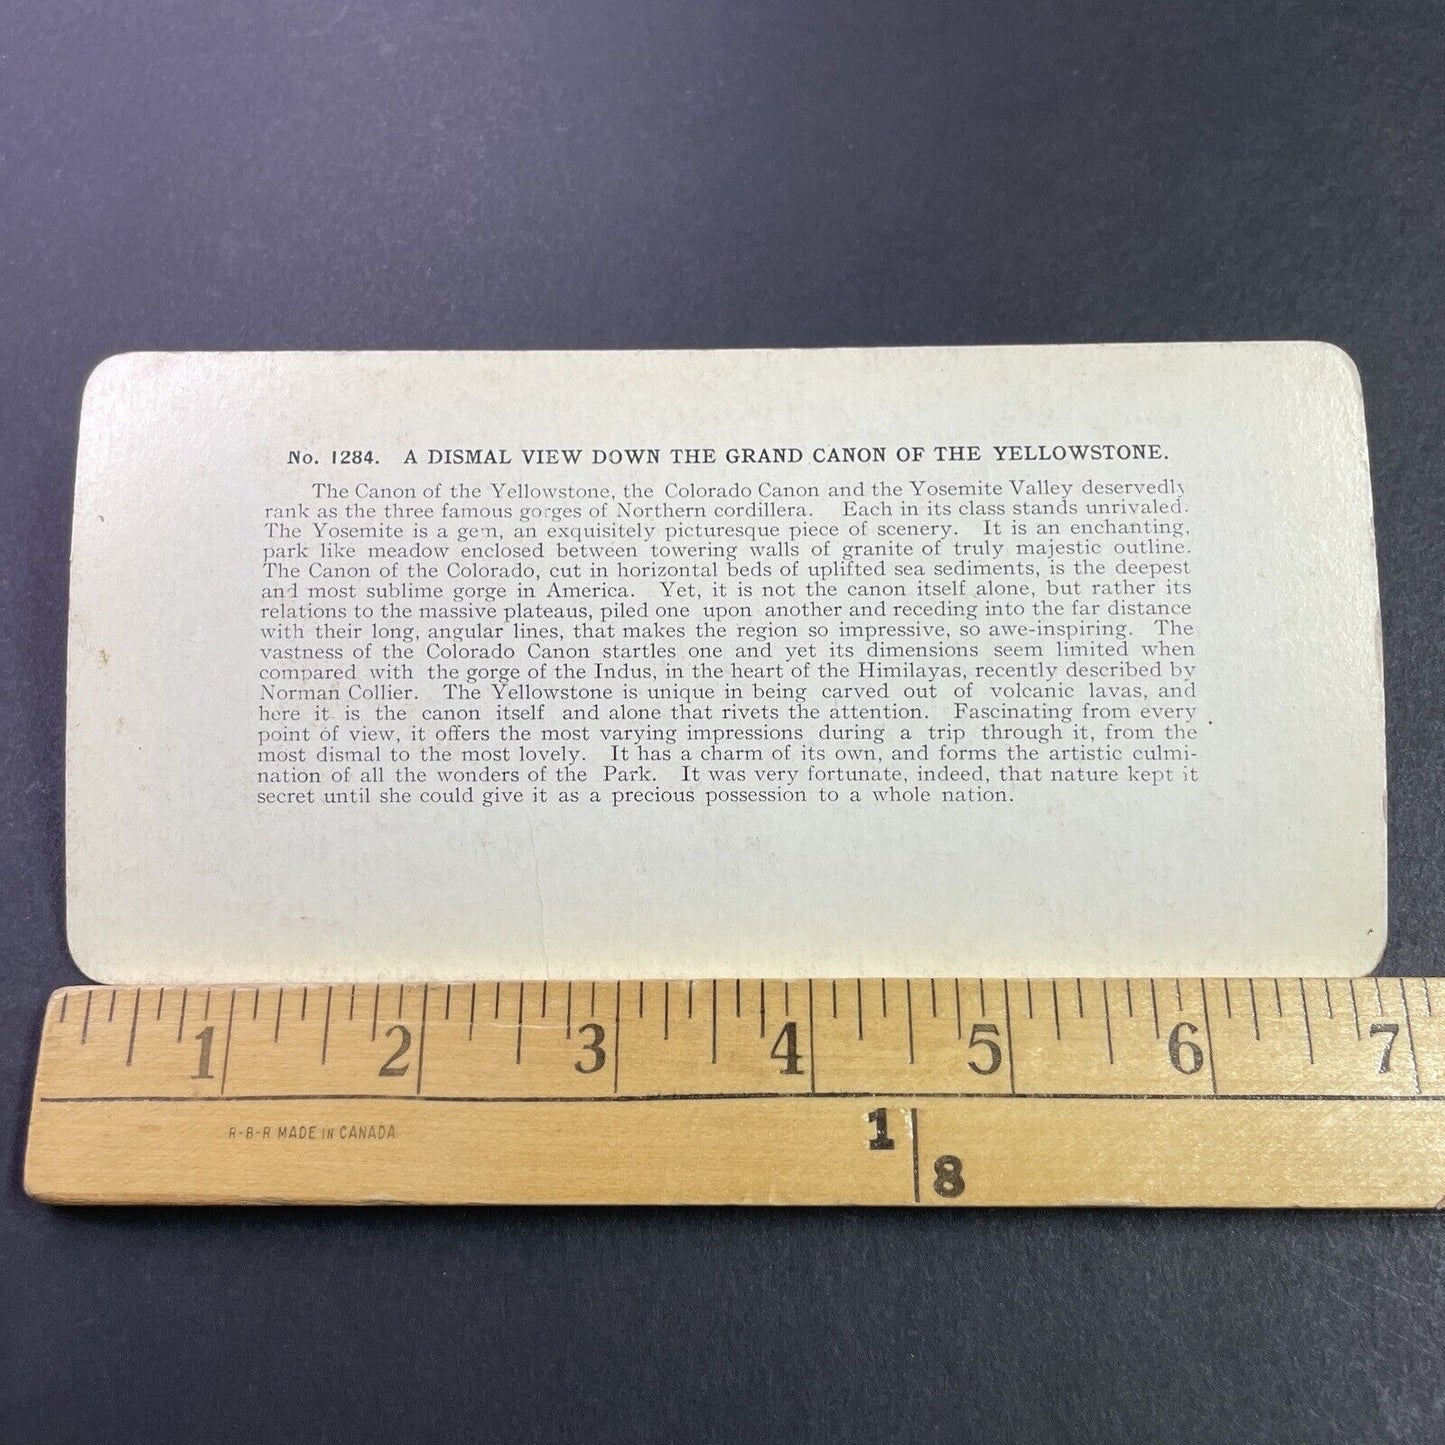 No. 1284. A DISMAL VIEW DOWN THE GRAND CANON OF THE YELLOWSTONE.
The Canon of the Yellowstone, the Colorado Canon and the Yosemite Valley deservedly
rank as the three famous gorges of Northern cordillera. Each in its class stands unrivaled.
The Yosemite is a gem, an exquisitely picturesque piece of scenery. It is an enchanting,
park like meadow enclosed between towering walls of granite of truly majestic outline.
The Canon of the Colorado, cut in horizontal beds of uplifted sea sediments, is the deepest
and most sublime gorge in America. Yet, it is not the canon itself alone, but rather its
relations to the massive plateaus, piled one upon another and receding into the far distance
with their long, angular lines, that makes the region so impressive, so awe-inspiring. The
vastness of the Colorado Canon startles one and yet its dimensions seem limited when
compared with the gorge of the Indus, in the heart of the Himilayas, recently described by
Norman Collier. The Yellowstone is unique in being carved out of volcanic lavas, and
here it is the canon itself and alone that rivets the attention. Fascinating from every
point of view, it offers the most varying impressions during a trip through it, from the
most dismal to the most lovely. It has a charm of its own, and forms the artistic culmi-
nation of all the wonders of the Park. It was very fortunate, indeed, that nature kept it
secret until she could give it as a precious possession to a whole nation.
1 2 3 4 5 6 7
R-B-R MADE IN CANADA
1
8